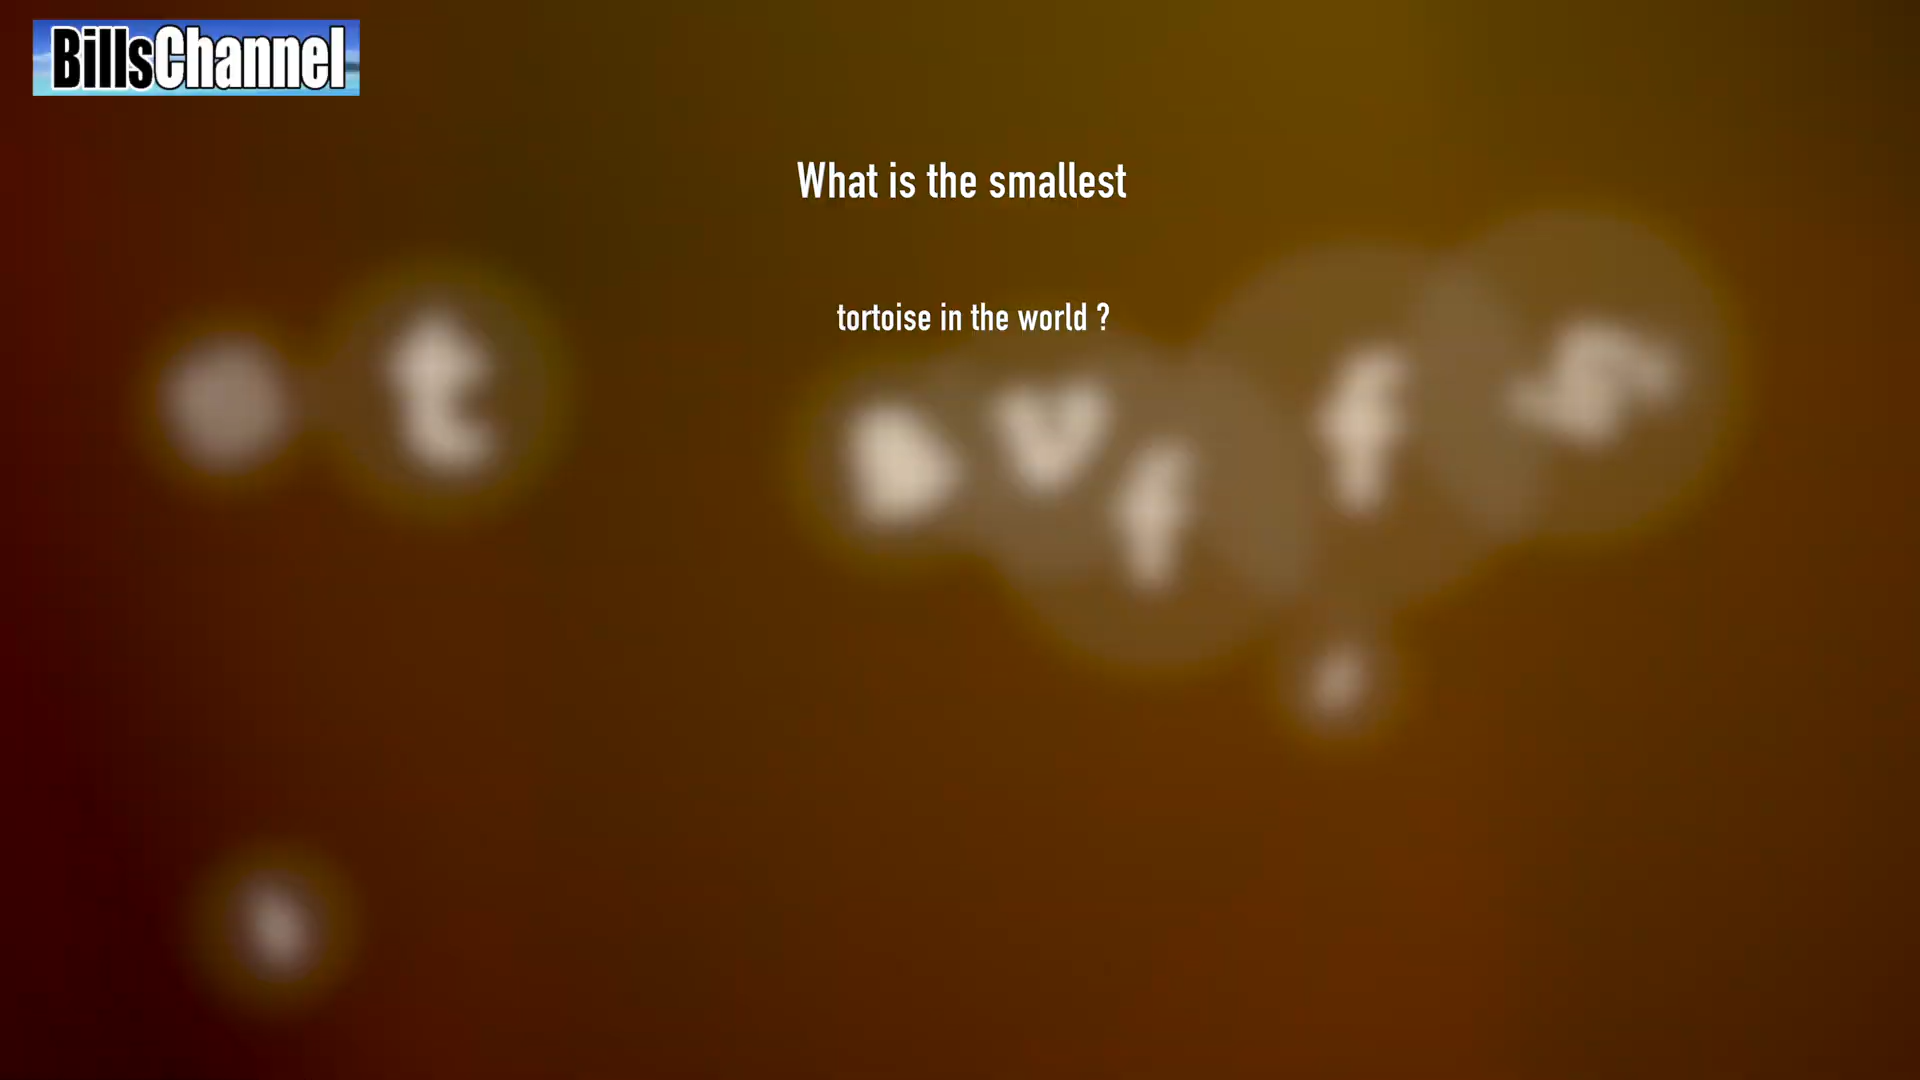 BillsChannel
What is the smallest
tortoise in the world ?